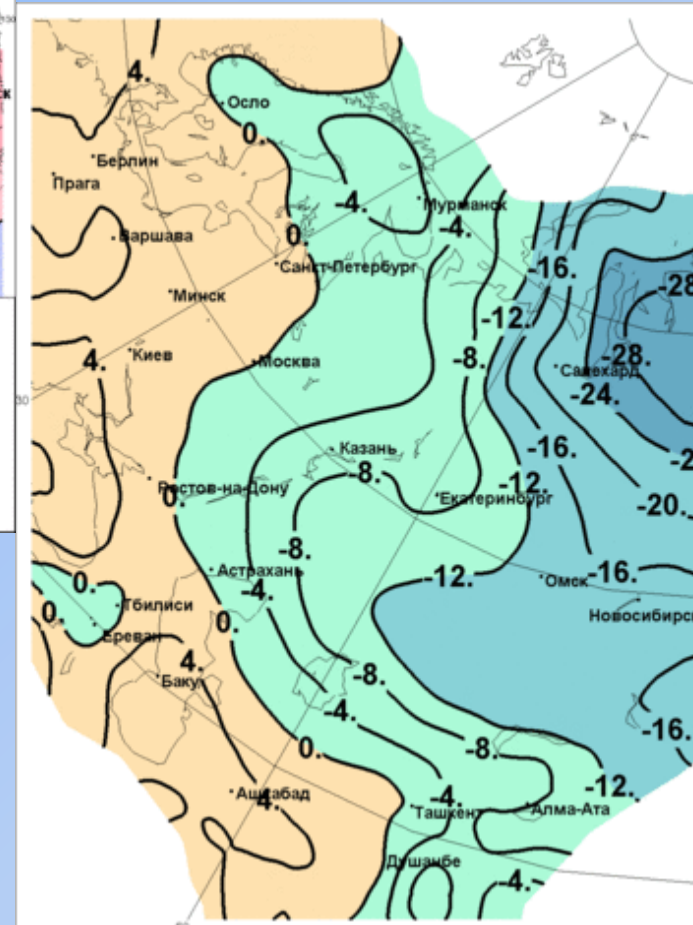 4.
Осло
0.
Берлин
Прага
-4.
Мурманск
-4.
Варшава
0.
Санкт-Петербург
-16.
-28
Минск
-12.
Киев
4.
Москва
-8.
-28.
Салехард
-24.
30
Казань
-16.
-8.
-12.
Ростов-на-Дону
0.
Екатеринбург
-20.
-8.
Астрахань
-12.
Омск
-16.
0.
-4.
Тбилиси
0.
Новосибирс
Ереван
0.
4.
Баку
-8.
-4.
-16.
0.
-8.
-12.
Ашхабад
4.
-4.
Ташкент
Алма-Ата
Душанбе
-4.